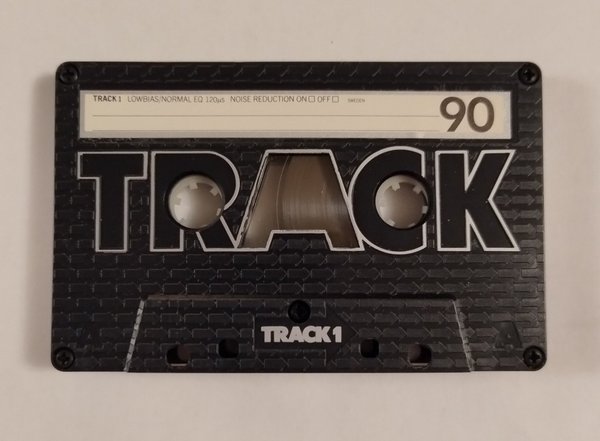 TRACK 1 LOWBIAS/NORMAL EQ 120µs NOISE REDUCTION ON ☐ OFF ☐ SWEDEN
90
TRACK
TRACK 1
A